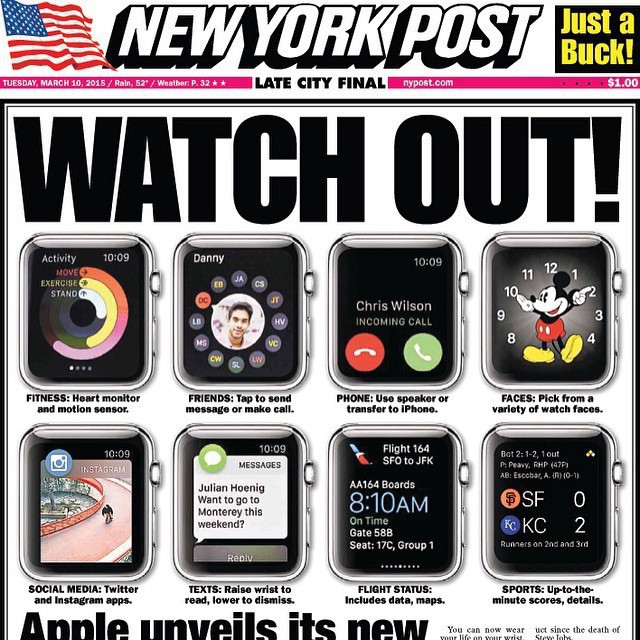 NEW YORK POST
Just a
Buck!
TUESDAY, MARCH 10, 2015 / Rain, 52° / Weather: P. 32 ★★
LATE CITY FINAL
nypost.com
$1.00
WATCH OUT!
Activity 10:09
MOVE
EXERCISE
STAND
FITNESS: Heart monitor
and motion sensor.
Danny
JA
CS
JT
HV
VC
LW
SL
CW
MS
LB
DC
EB
FRIENDS: Tap to send
message or make call.
10:09
Chris Wilson
INCOMING CALL
PHONE: Use speaker or
transfer to iPhone.
11 12 1
10 2
9 3
8 4
FACES: Pick from a
variety of watch faces.
10:09
INSTAGRAM
SOCIAL MEDIA: Twitter
and Instagram apps.
10:09
MESSAGES
Julian Hoenig
Want to go to
Monterey this
weekend?
Reply
TEXTS: Raise wrist to
read, lower to dismiss.
Flight 164
SFO to JFK
AA164 Boards
8:10AM
On Time
Gate 58B
Seat: 17C, Group 1
FLIGHT STATUS:
Includes data, maps.
Bot 2: 1-2, 1 out
P: Peavy, RHP (47P)
AB: Escobar, A. (R) (0-1)
SF 0
KC 2
Runners on 2nd and 3rd
SPORTS: Up-to-the-
minute scores, details.
Apple unveils its new
You can now wear
your life on your wrist.
uct since the death of
Steve Jobs.